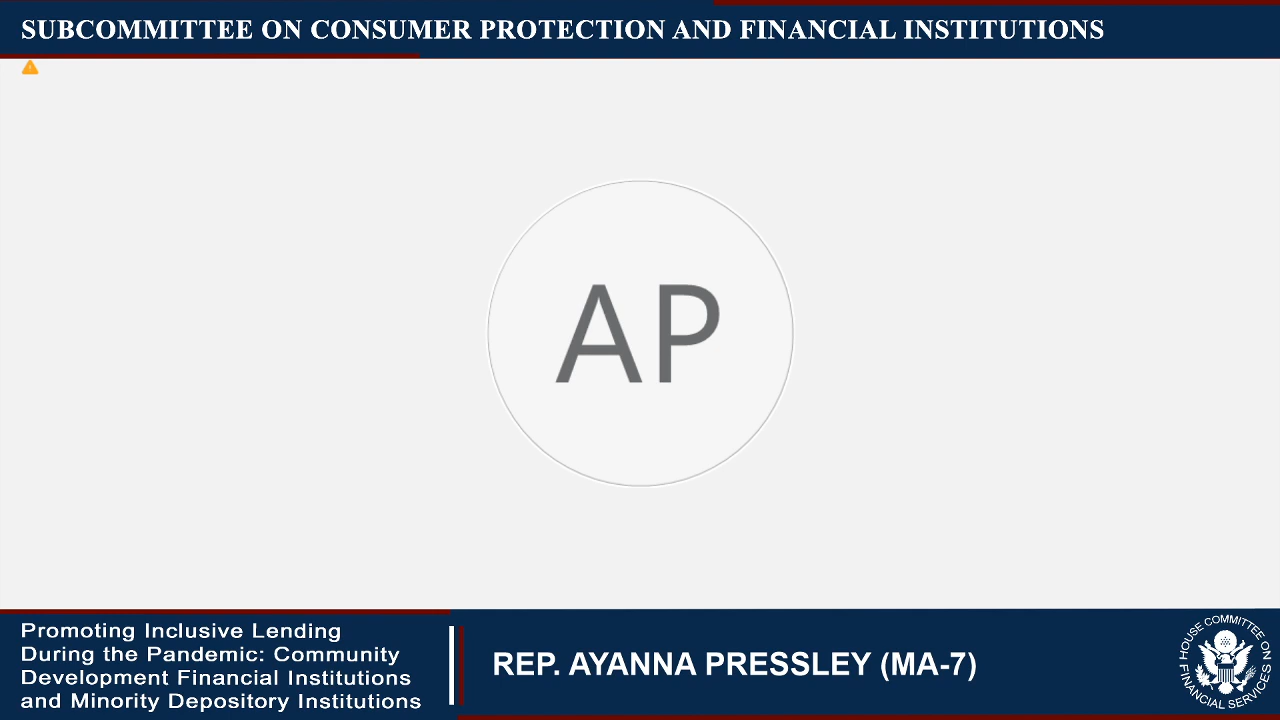 SUBCOMMITTEE ON CONSUMER PROTECTION AND FINANCIAL INSTITUTIONS
AP
Promoting Inclusive Lending
During the Pandemic: Community
Development Financial Institutions
and Minority Depository Institutions
REP. AYANNA PRESSLEY (MA-7)
HOUSE COMMITTEE ON
FINANCIAL SERVICES